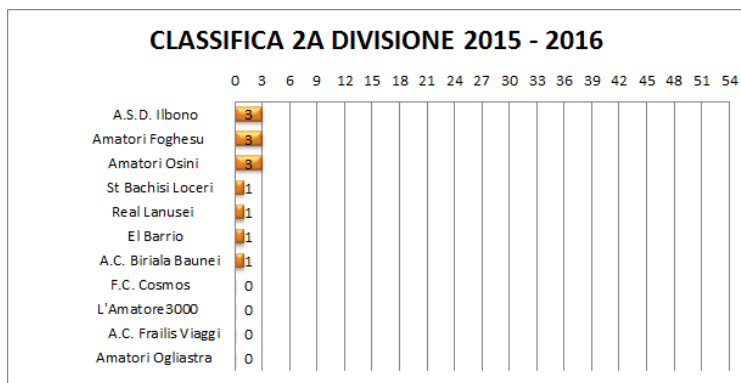 CLASSIFICA 2A DIVISIONE 2015 - 2016
0 3 6 9 12 15 18 21 24 27 30 33 36 39 42 45 48 51 54
A.S.D. Ilbono 3
Amatori Foghesu 3
Amatori Osini 3
St Bachisi Loceri 1
Real Lanusei 1
El Barrio 1
A.C. Biriala Baunei 1
F.C. Cosmos 0
L'Amatore3000 0
A.C. Frailis Viaggi 0
Amatori Ogliastra 0